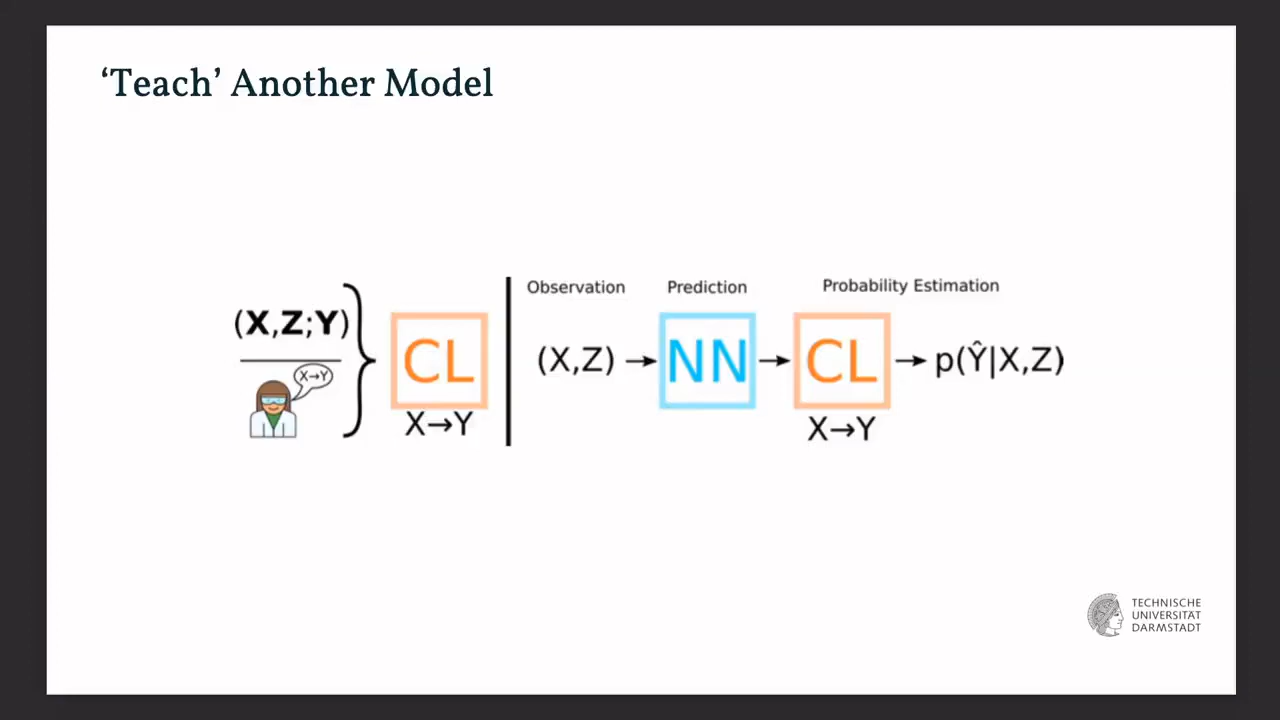 ‘Teach’ Another Model
(X,Z;Y)
X→Y
CL
X→Y
Observation
Prediction
Probability Estimation
(X,Z)
NN
CL
p(Ŷ|X,Z)
X→Y
TECHNISCHE
UNIVERSITÄT
DARMSTADT